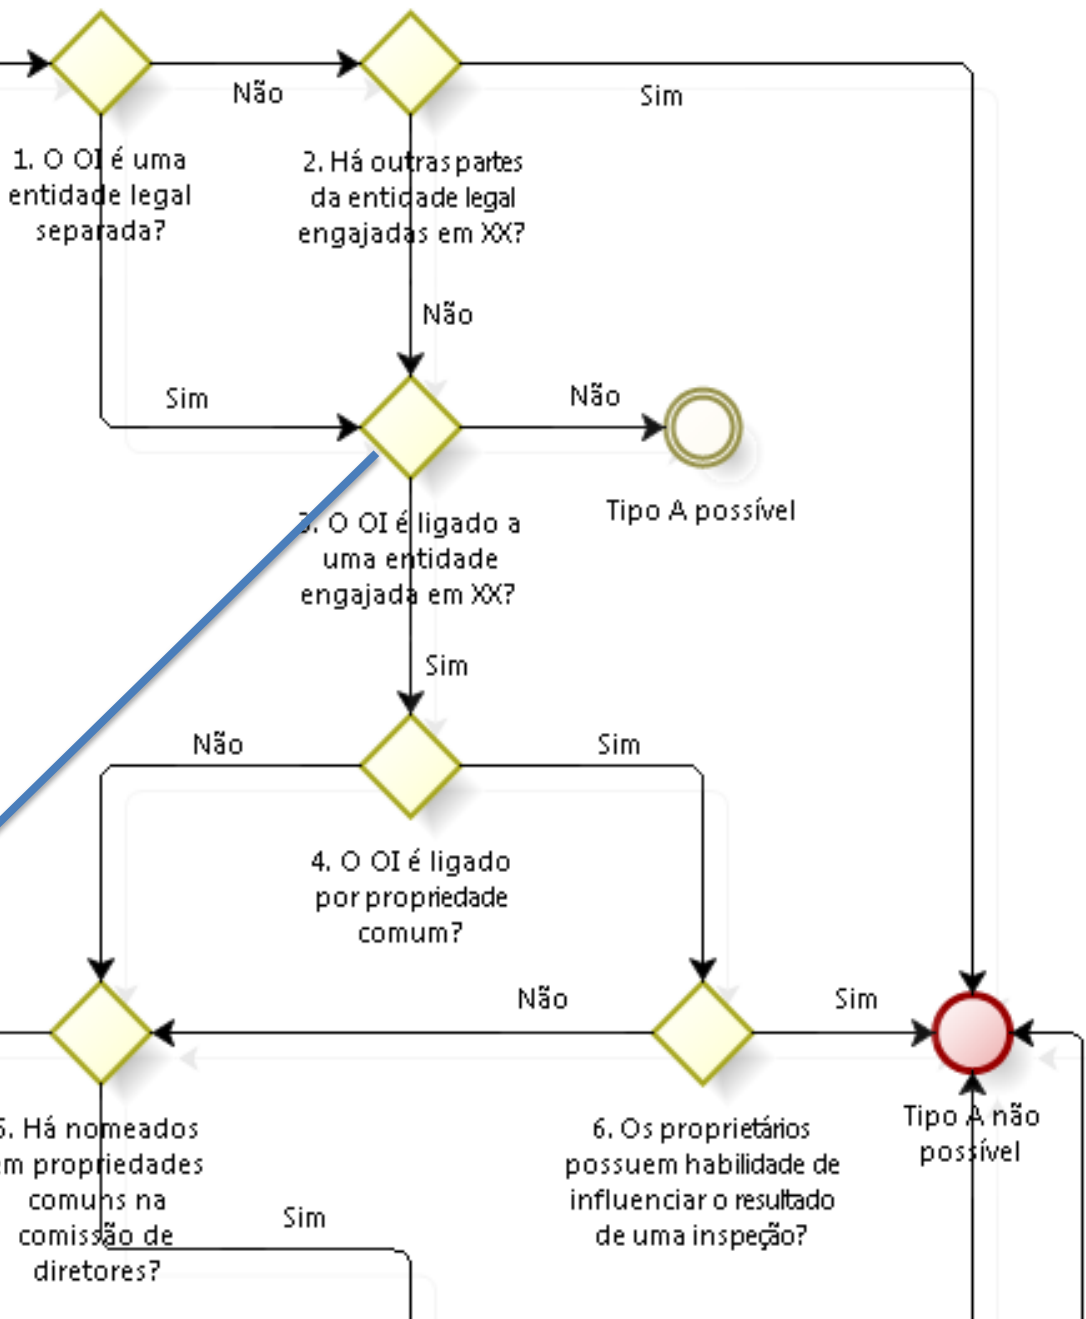 Não
Sim
1. O OI é uma
entidade legal
separada?
2. Há outras partes
da entidade legal
engajadas em XX?
Não
Sim
Não
Tipo A possível
3. O OI é ligado a
uma entidade
engajada em XX?
Sim
Não
Sim
4. O OI é ligado
por propriedade
comum?
Não
Sim
5. Há nomeados
em propriedades
comuns na
comissão de
diretores?
6. Os proprietários
possuem habilidade de
influenciar o resultado
de uma inspeção?
Tipo A não
possível
Sim